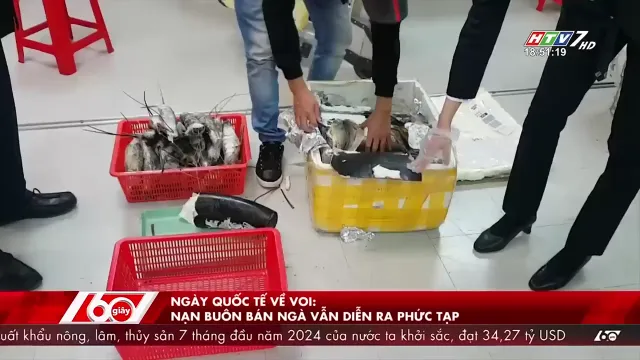 HTV7 HD
18:51:19
60 giây
NGÀY QUỐC TẾ VỀ VOI:
NẠN BUÔN BÁN NGÀ VẪN DIỄN RA PHỨC TẠP
uất khẩu nông, lâm, thủy sản 7 tháng đầu năm 2024 của nước ta khởi sắc, đạt 34,27 tỷ USD
60s